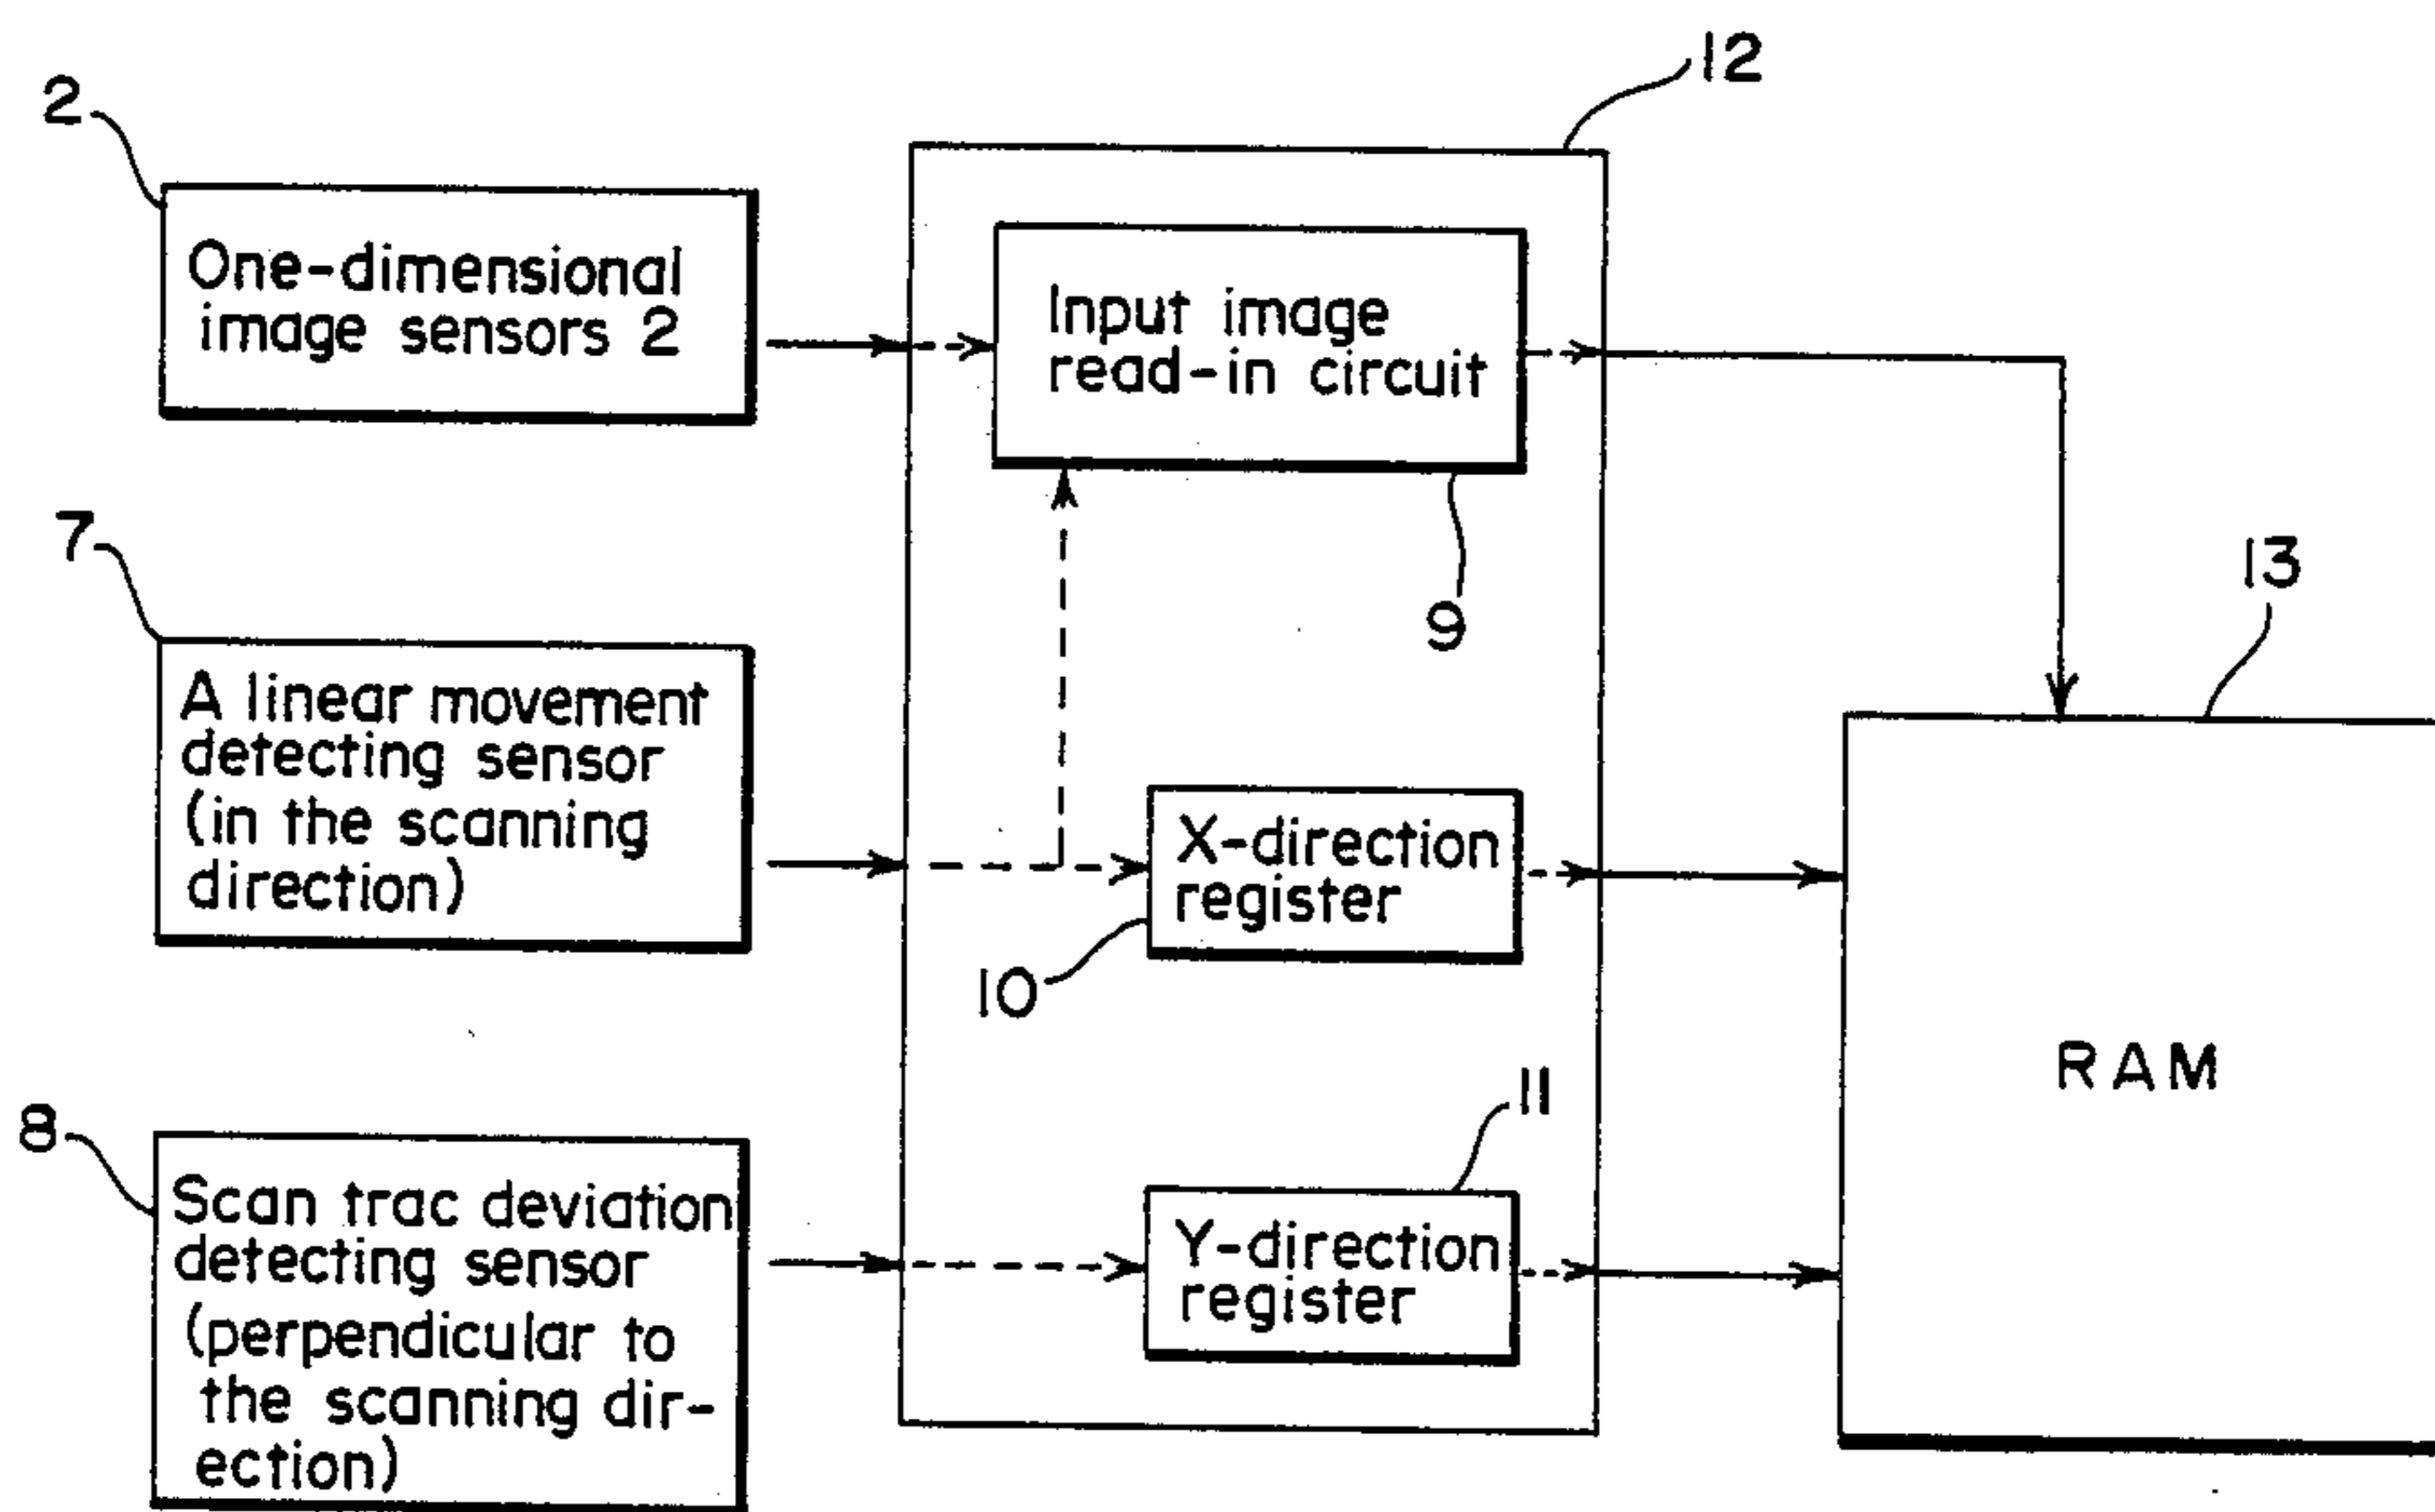 12
2
One-dimensional
image sensors 2
Input image
read-in circuit
9
7
A linear movement
detecting sensor
(in the scanning
direction)
13
X-direction
register
10
RAM
8
Scan trac deviation
detecting sensor
(perpendicular to
the scanning dir-
ection)
11
Y-direction
register